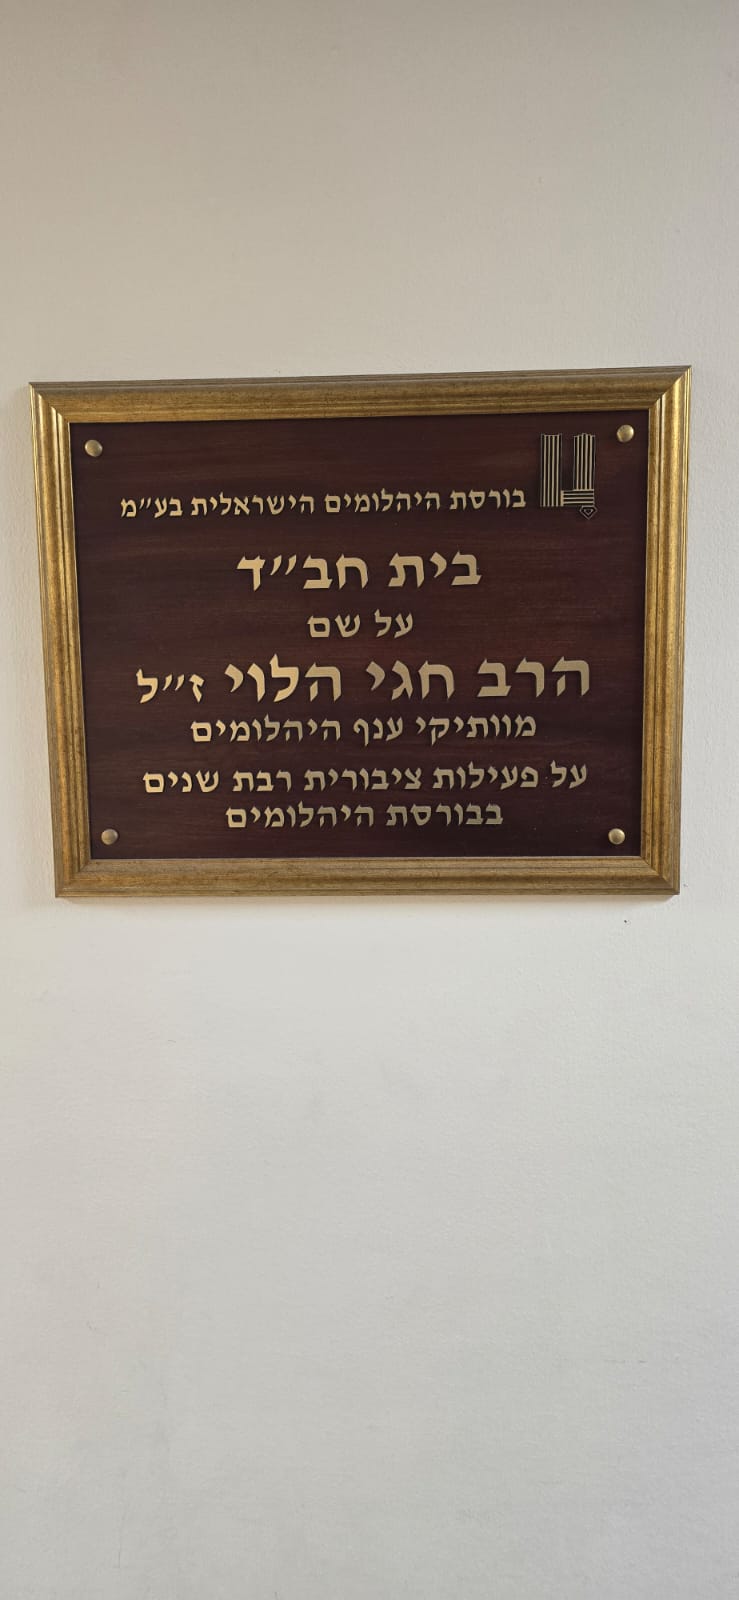 בורסת היהלומים הישראלית בע״מ
בית חב״ד
על שם
הרב חגי הלוי ז״ל
מוותיקי ענף היהלומים
על פעילות ציבורית רבת שנים
בבורסת היהלומים